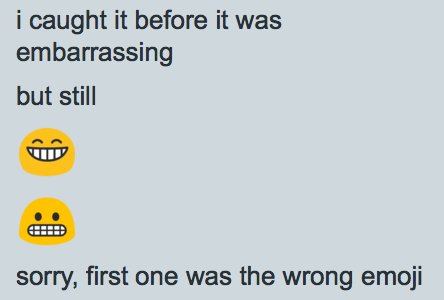 i caught it before it was
embarrassing
but still
sorry, first one was the wrong emoji